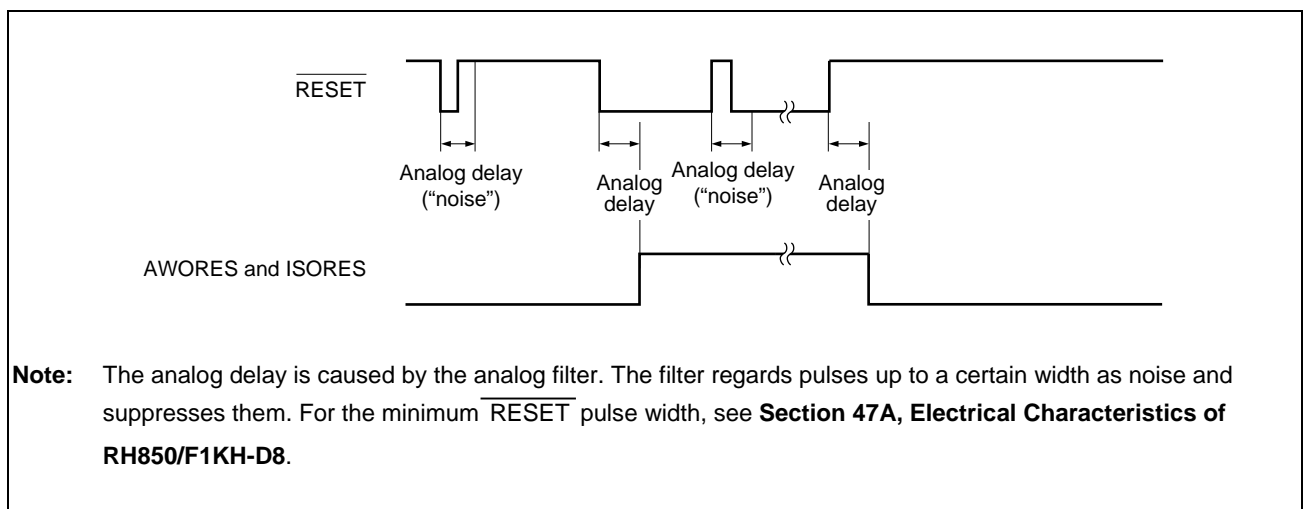 RESET
Analog delay
("noise")
Analog
delay
Analog delay
("noise")
Analog
delay
AWORES and ISORES
Note: The analog delay is caused by the analog filter. The filter regards pulses up to a certain width as noise and
suppresses them. For the minimum RESET pulse width, see Section 47A, Electrical Characteristics of
RH850/F1KH-D8.